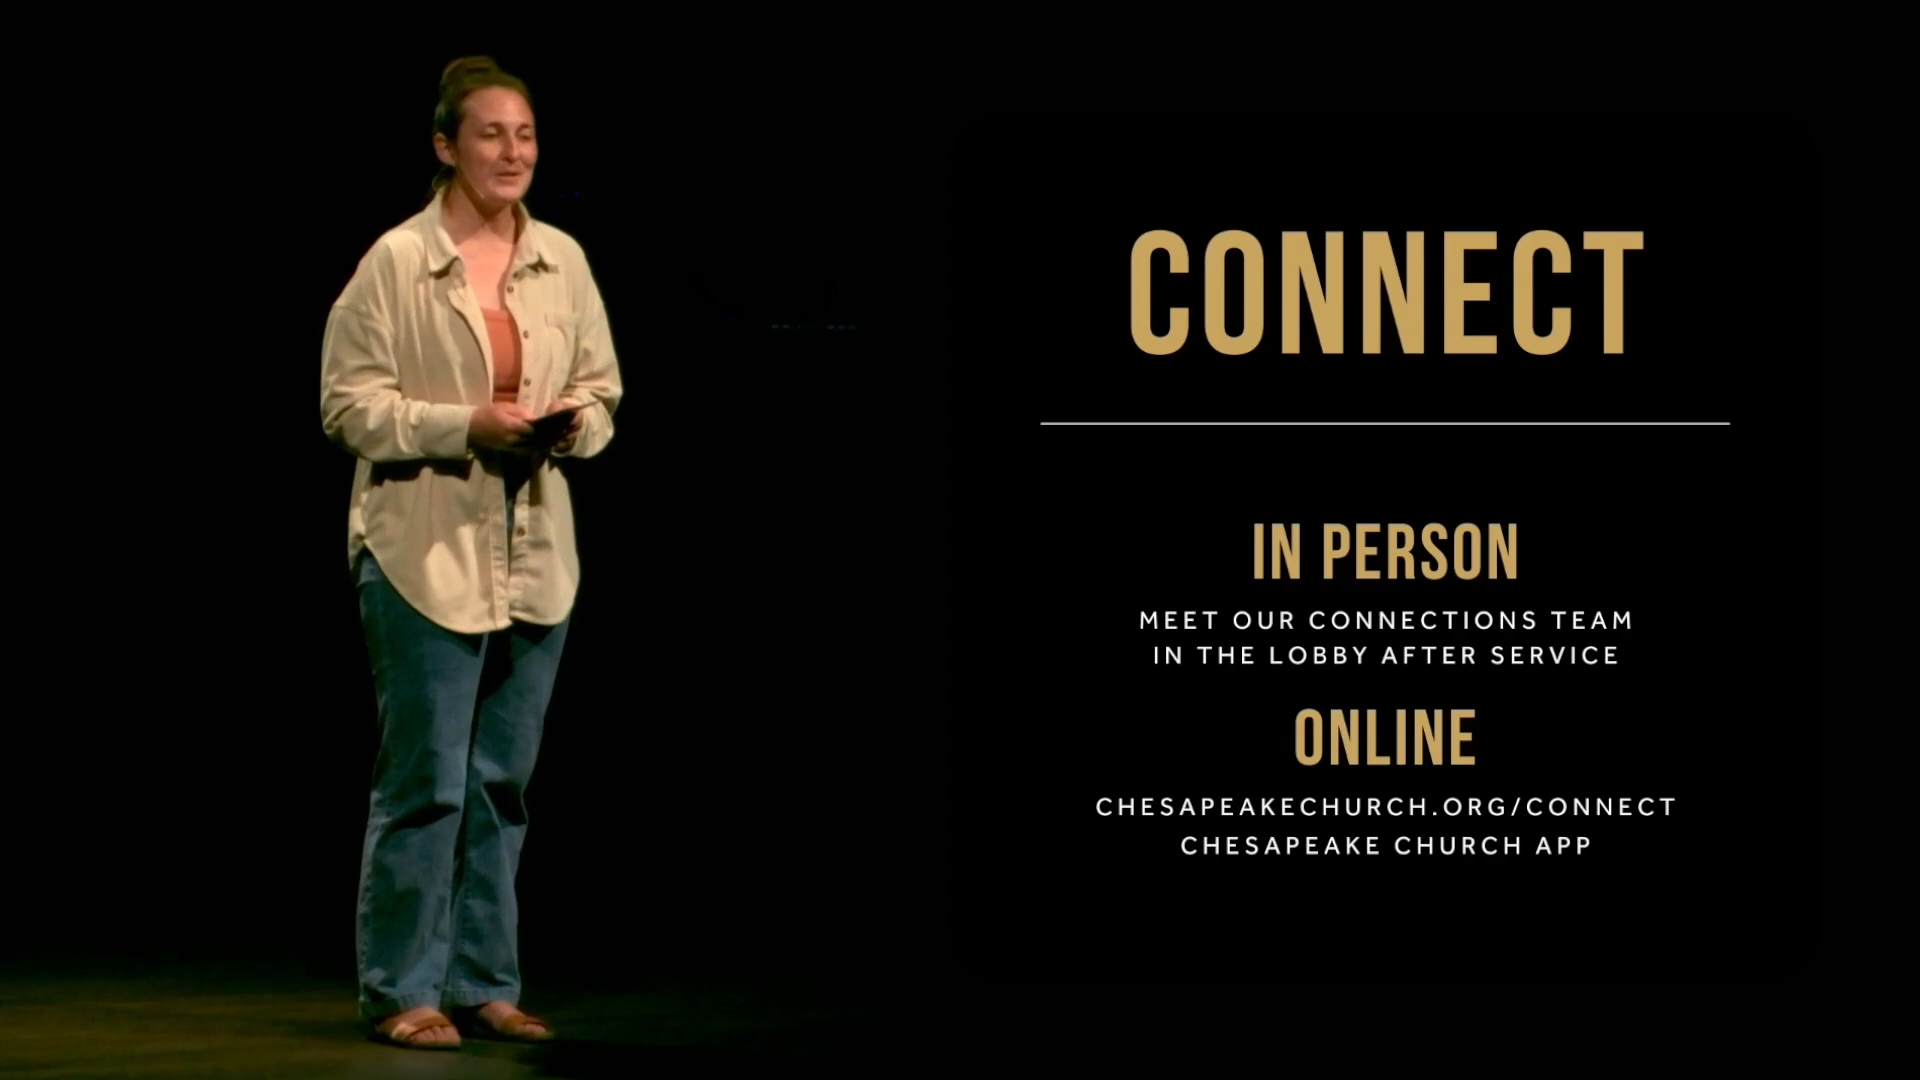 CONNECT
IN PERSON
MEET OUR CONNECTIONS TEAM
IN THE LOBBY AFTER SERVICE
ONLINE
CHESAPEAKECHURCH.ORG/CONNECT
CHESAPEAKE CHURCH APP